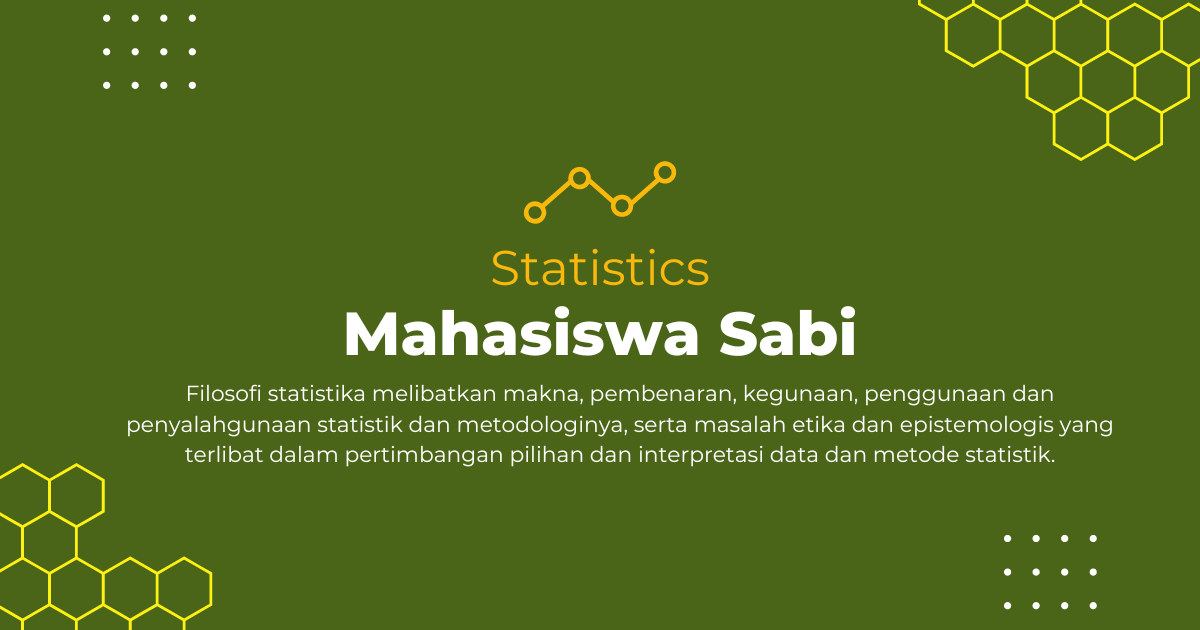 Statistics
Mahasiswa Sabi
Filosofi statistika melibatkan makna, pembenaran, kegunaan, penggunaan dan
penyalahgunaan statistik dan metodologinya, serta masalah etika dan epistemologis yang
terlibat dalam pertimbangan pilihan dan interpretasi data dan metode statistik.